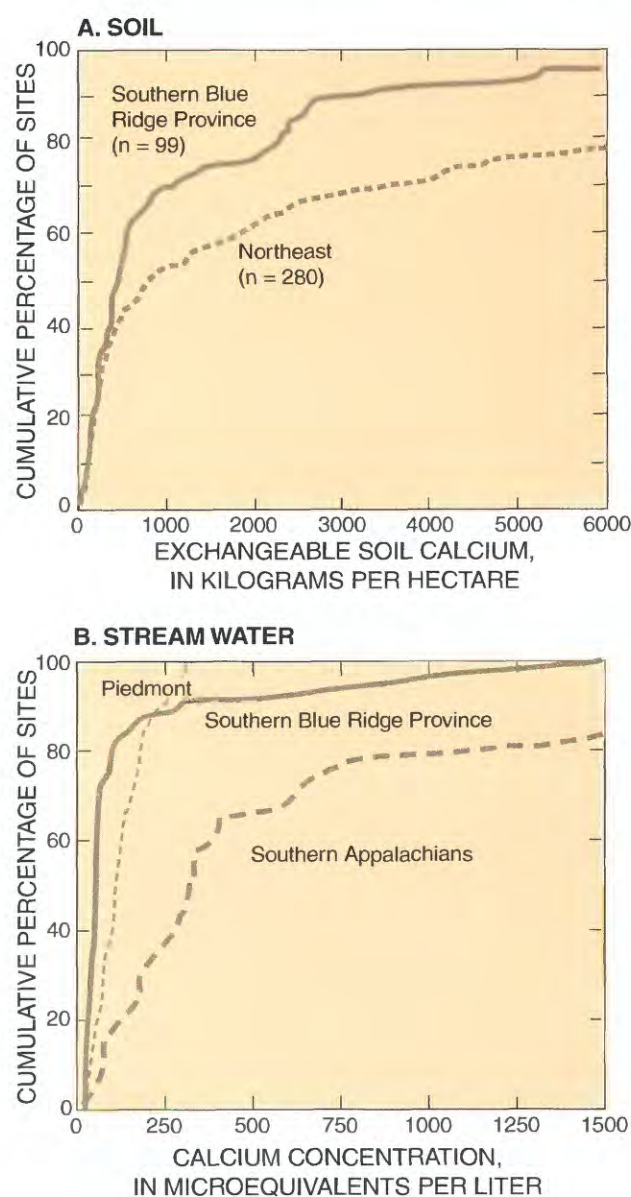 A. SOIL
CUMULATIVE PERCENTAGE OF SITES
100
80
60
40
20
0
Southern Blue
Ridge Province
(n = 99)
Northeast
(n = 280)
0 1000 2000 3000 4000 5000 6000
EXCHANGEABLE SOIL CALCIUM,
IN KILOGRAMS PER HECTARE
B. STREAM WATER
CUMULATIVE PERCENTAGE OF SITES
100
80
60
40
20
0
Piedmont
Southern Blue Ridge Province
Southern Appalachians
0 250 500 750 1000 1250 1500
CALCIUM CONCENTRATION,
IN MICROEQUIVALENTS PER LITER